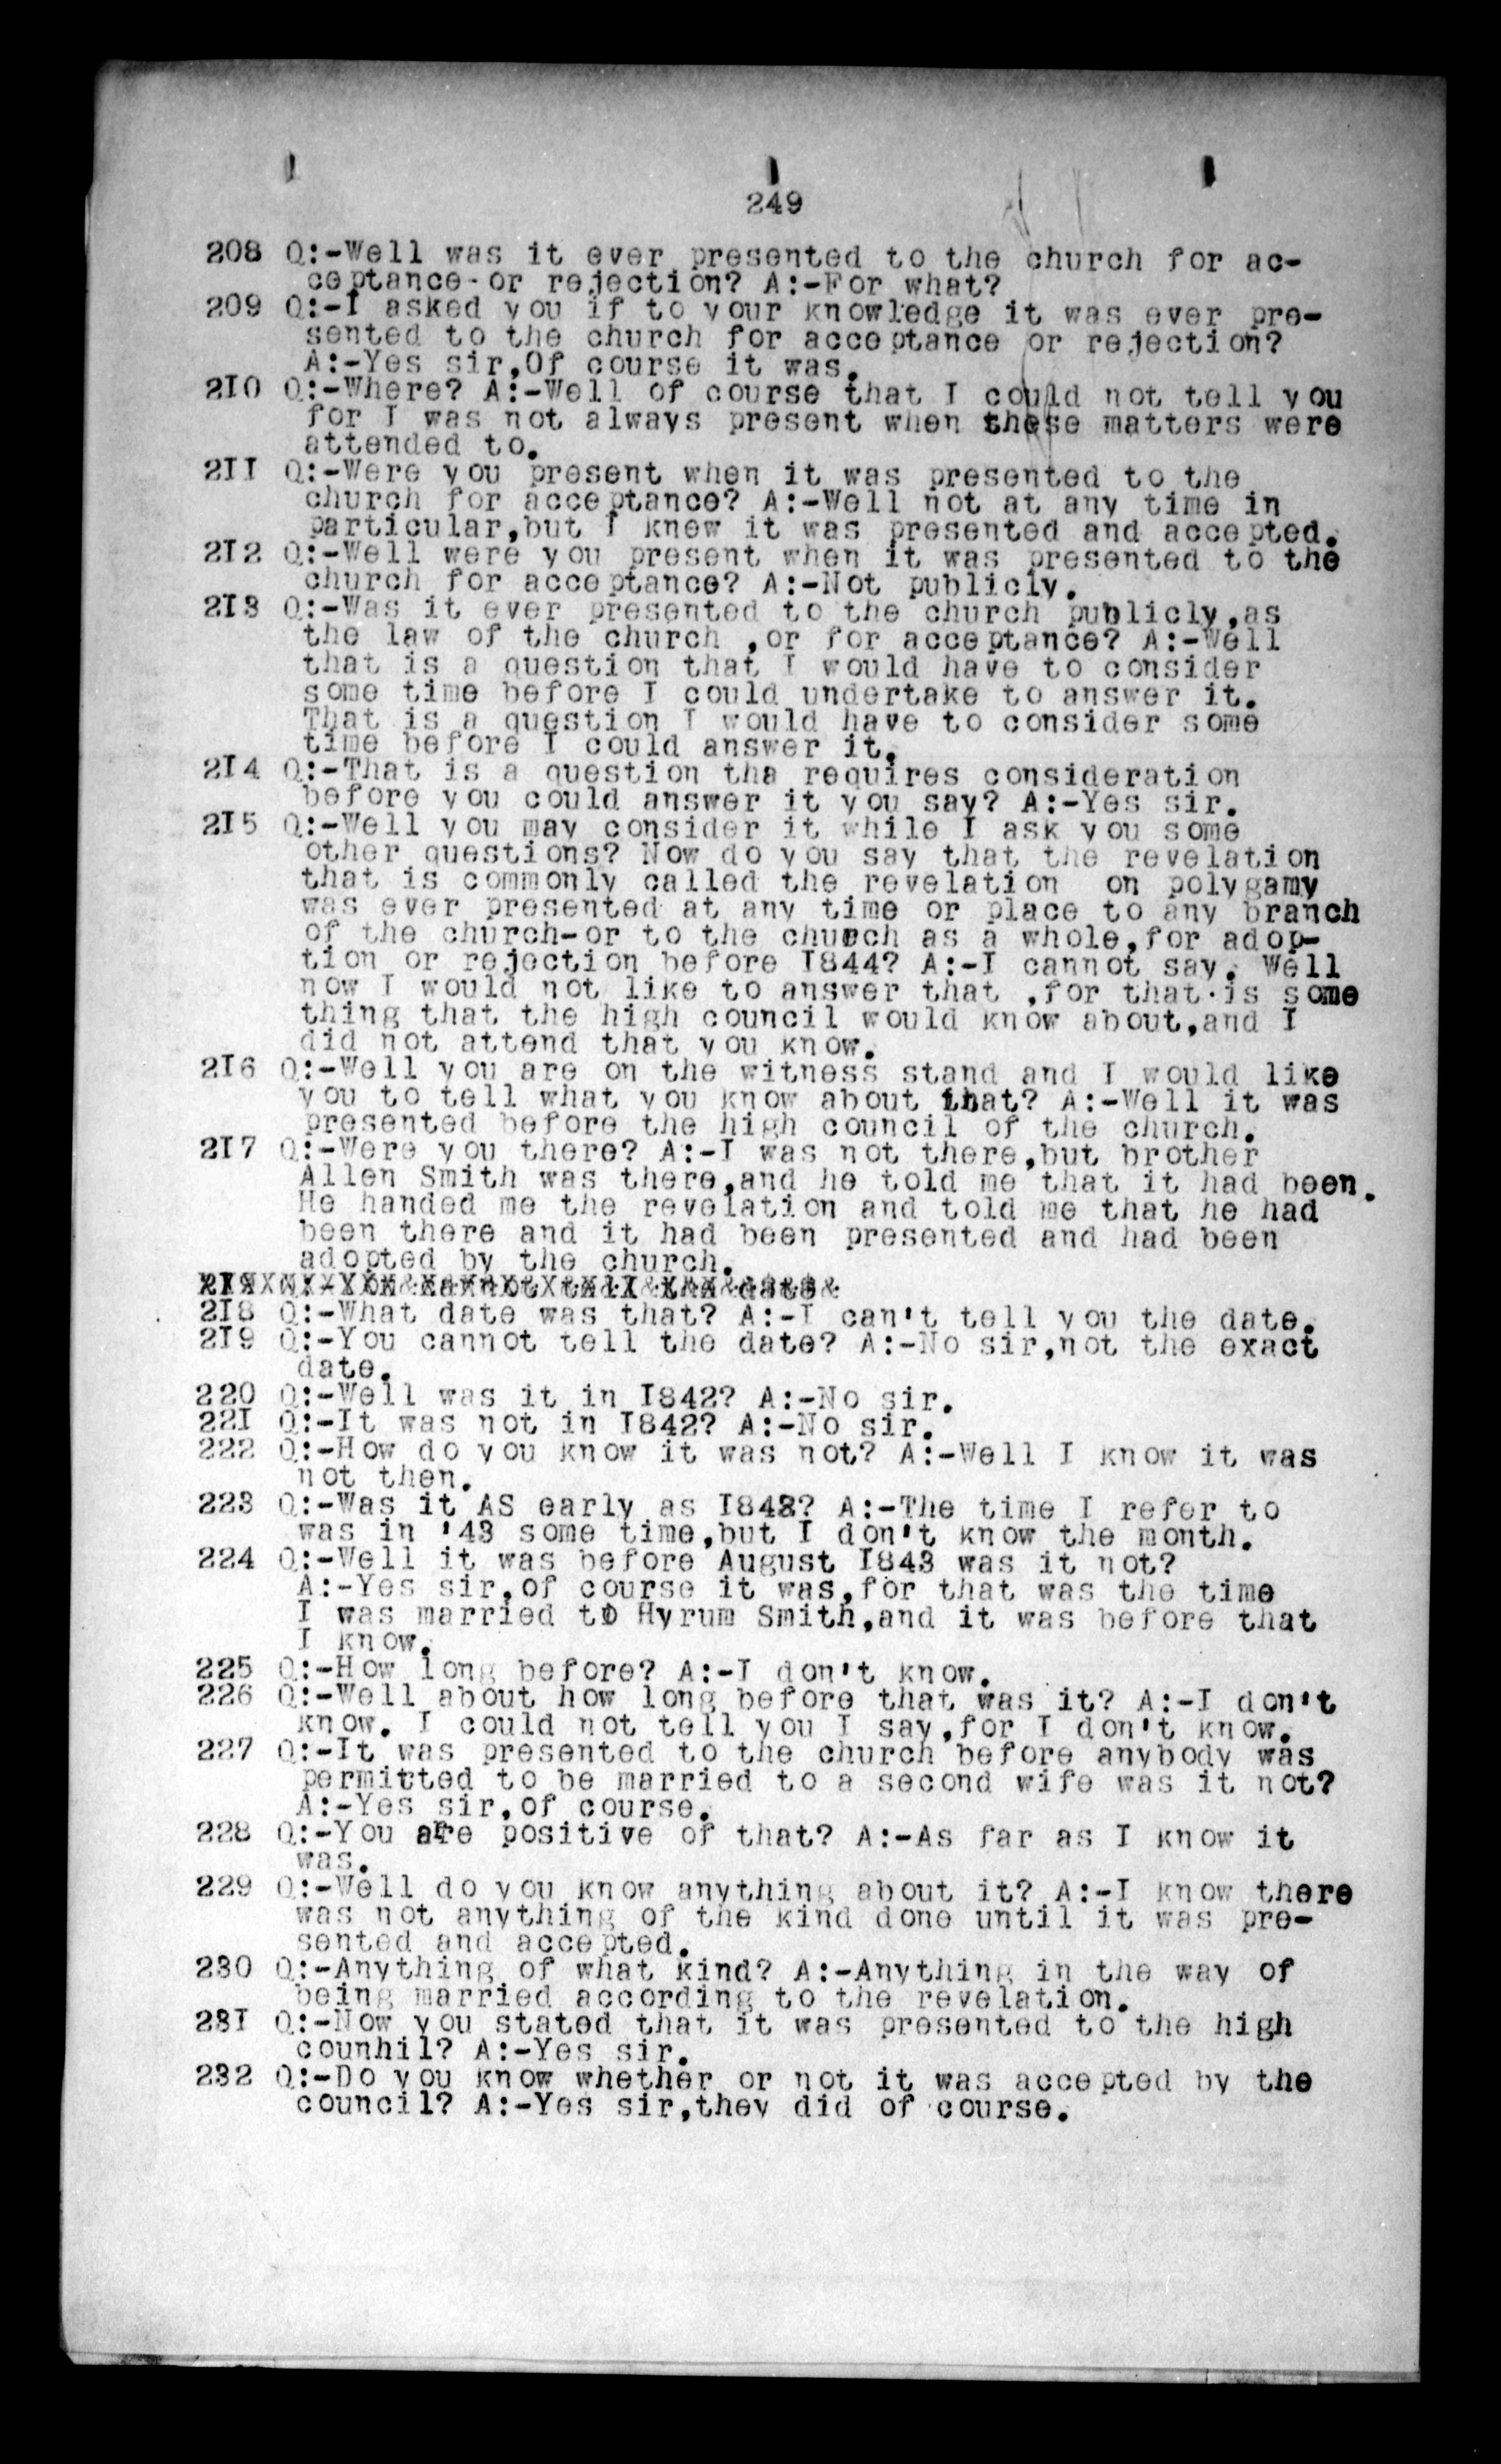 249
208 Q:-Well was it ever presented to the church for ac-
ceptance-or rejection? A:-For what?
209 Q:-I asked you if to your knowledge it was ever pre-
sented to the church for acceptance or rejection?
A:-Yes sir,Of course it was.
2I0 Q:-Where? A:-Well of course that I could not tell you
for I was not always present when these matters were
attended to.
2II Q:-Were you present when it was presented to the
church for acceptance? A:-Well not at any time in
particular,but I knew it was presented and accepted.
2I2 Q:-Well were you present when it was presented to the
church for acceptance? A:-Not publicly.
2I3 Q:-Was it ever presented to the church publicly,as
the law of the church ,or for acceptance? A:-Well
that is a question that I would have to consider
some time before I could undertake to answer it.
That is a question I would have to consider some
time before I could answer it.
2I4 Q:-That is a question tha requires consideration
before you could answer it you say? A:-Yes sir.
2I5 Q:-Well you may consider it while I ask you some
other questions? Now do you say that the revelation
that is commonly called the revelation on polygamy
was ever presented at any time or place to any branch
of the church-or to the church as a whole,for adop-
tion or rejection before I844? A:-I cannot say. Well
now I would not like to answer that ,for that is some
thing that the high council would know about,and I
did not attend that you know.
2I6 Q:-Well you are on the witness stand and I would like
you to tell what you know about that? A:-Well it was
presented before the high council of the church.
2I7 Q:-Were you there? A:-I was not there,but brother
Allen Smith was there,and he told me that it had been.
He handed me the revelation and told me that he had
been there and it had been presented and had been
adopted by the church.
2I8 Q:-What date was that? A:-I can't tell you the date.
2I9 Q:-You cannot tell the date? A:-No sir,not the exact
date.
220 Q:-Well was it in I842? A:-No sir.
22I Q:-It was not in I842? A:-No sir.
222 Q:-How do you know it was not? A:-Well I know it was
not then.
223 Q:-Was it AS early as I843? A:-The time I refer to
was in '43 some time,but I don't know the month.
224 Q:-Well it was before August I843 was it not?
A:-Yes sir,of course it was,for that was the time
I was married to Hyrum Smith,and it was before that
I know.
225 Q:-How long before? A:-I don't know.
226 Q:-Well about how long before that was it? A:-I don't
know. I could not tell you I say,for I don't know.
227 Q:-It was presented to the church before anybody was
permitted to be married to a second wife was it not?
A:-Yes sir,of course.
228 Q:-You are positive of that? A:-As far as I know it
was.
229 Q:-Well do you know anything about it? A:-I know there
was not anything of the kind done until it was pre-
sented and accepted.
230 Q:-Anything of what kind? A:-Anything in the way of
being married according to the revelation.
23I Q:-Now you stated that it was presented to the high
counhil? A:-Yes sir.
232 Q:-Do you know whether or not it was accepted by the
council? A:-Yes sir,they did of course.